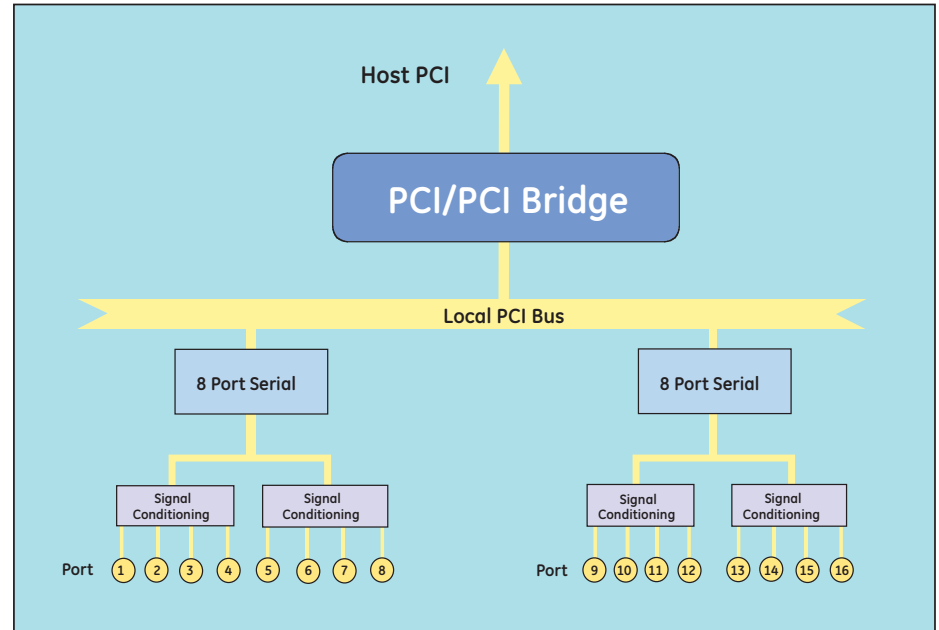 Host PCI
PCI/PCI Bridge
Local PCI Bus
8 Port Serial
8 Port Serial
Signal
Conditioning
Signal
Conditioning
Signal
Conditioning
Signal
Conditioning
Port 1 2 3 4 5 6 7 8
Port 9 10 11 12 13 14 15 16